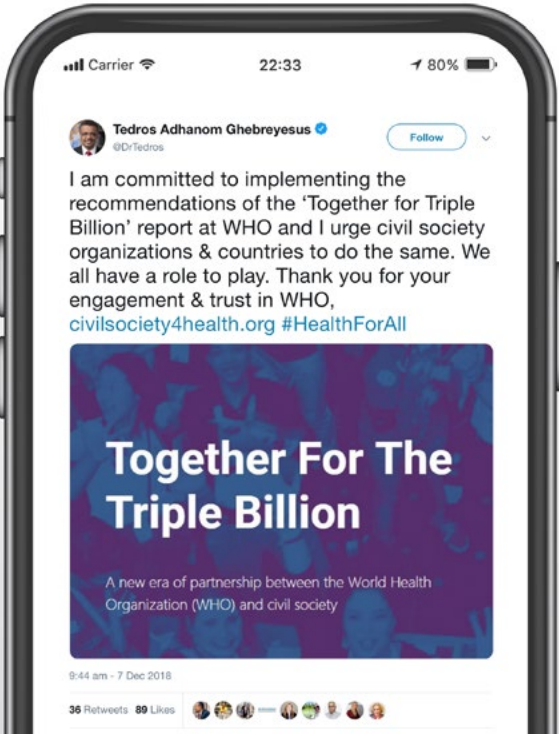 Carrier 22:33 80%
Tedros Adhanom Ghebreyesus
@DrTedros
Follow
I am committed to implementing the
recommendations of the ‘Together for Triple
Billion’ report at WHO and I urge civil society
organizations & countries to do the same. We
all have a role to play. Thank you for your
engagement & trust in WHO,
civilsociety4health.org #HealthForAll
Together For The
Triple Billion
A new era of partnership between the World Health
Organization (WHO) and civil society
9:44 am - 7 Dec 2018
36 Retweets 89 Likes